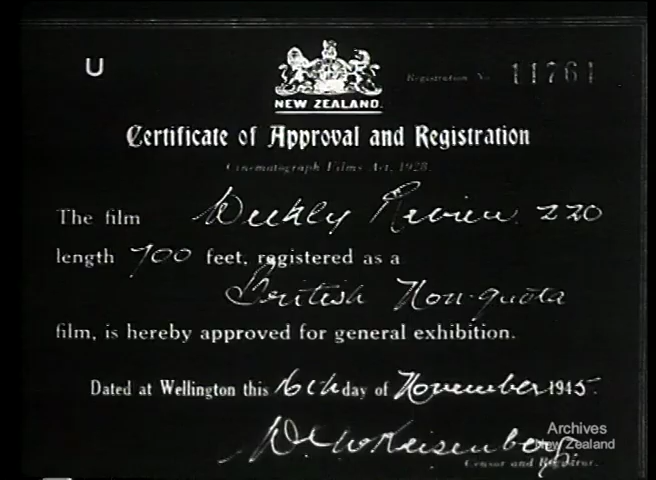 U
Registration No. 11761
NEW ZEALAND.
Certificate of Approval and Registration
Cinematograph Films Act, 1928.
The film Weekly Review 220
length 700 feet, registered as a
British Non-quota
film, is hereby approved for general exhibition.
Dated at Wellington this 16th day of November 1945.
Censor and Registrar.
Archives
New Zealand